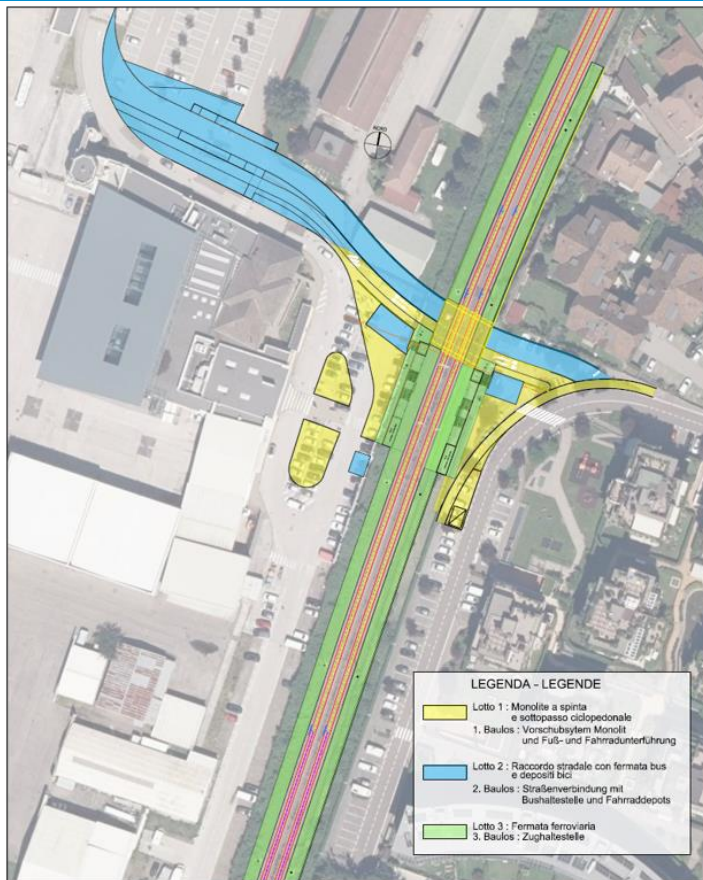 NORD
LEGENDA - LEGENDE
Lotto 1 : Monolite a spinta
e sottopasso ciclopedonale
1. Baulos : Vorschubsytem Monolit
und Fuß- und Fahrradunterführung
Lotto 2 : Raccordo stradale con fermata bus
e depositi bici
2. Baulos : Straßenverbindung mit
Bushaltestelle und Fahrraddepots
Lotto 3 : Fermata ferroviaria
3. Baulos : Zughaltestelle